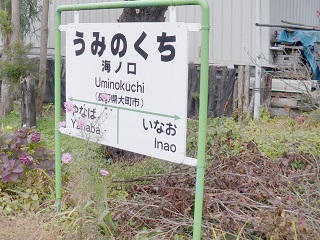 うみのくち
海ノ口
Uminokuchi
(長野県大町市)
やなば いなお
Yanaba Inao